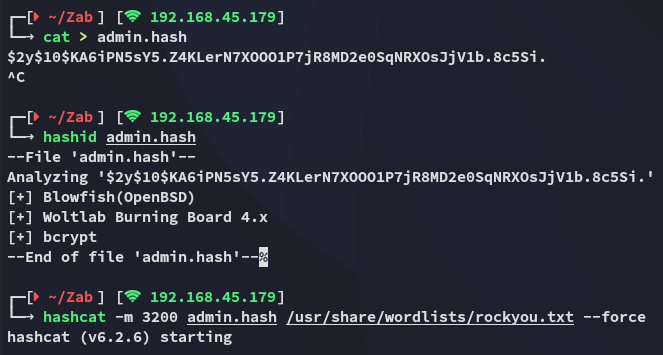 [ ~/Zab ] [ 192.168.45.179]
cat > admin.hash
$2y$10$KA6iPN5sY5.Z4KLerN7XOOO1P7jR8MD2e0SqNRXOsJjV1b.8c5Si.
^C
[ ~/Zab ] [ 192.168.45.179]
hashid admin.hash
--File 'admin.hash'--
Analyzing '$2y$10$KA6iPN5sY5.Z4KLerN7XOOO1P7jR8MD2e0SqNRXOsJjV1b.8c5Si.'
[+] Blowfish(OpenBSD)
[+] Woltlab Burning Board 4.x
[+] bcrypt
--End of file 'admin.hash'--%
[ ~/Zab ] [ 192.168.45.179]
hashcat -m 3200 admin.hash /usr/share/wordlists/rockyou.txt --force
hashcat (v6.2.6) starting